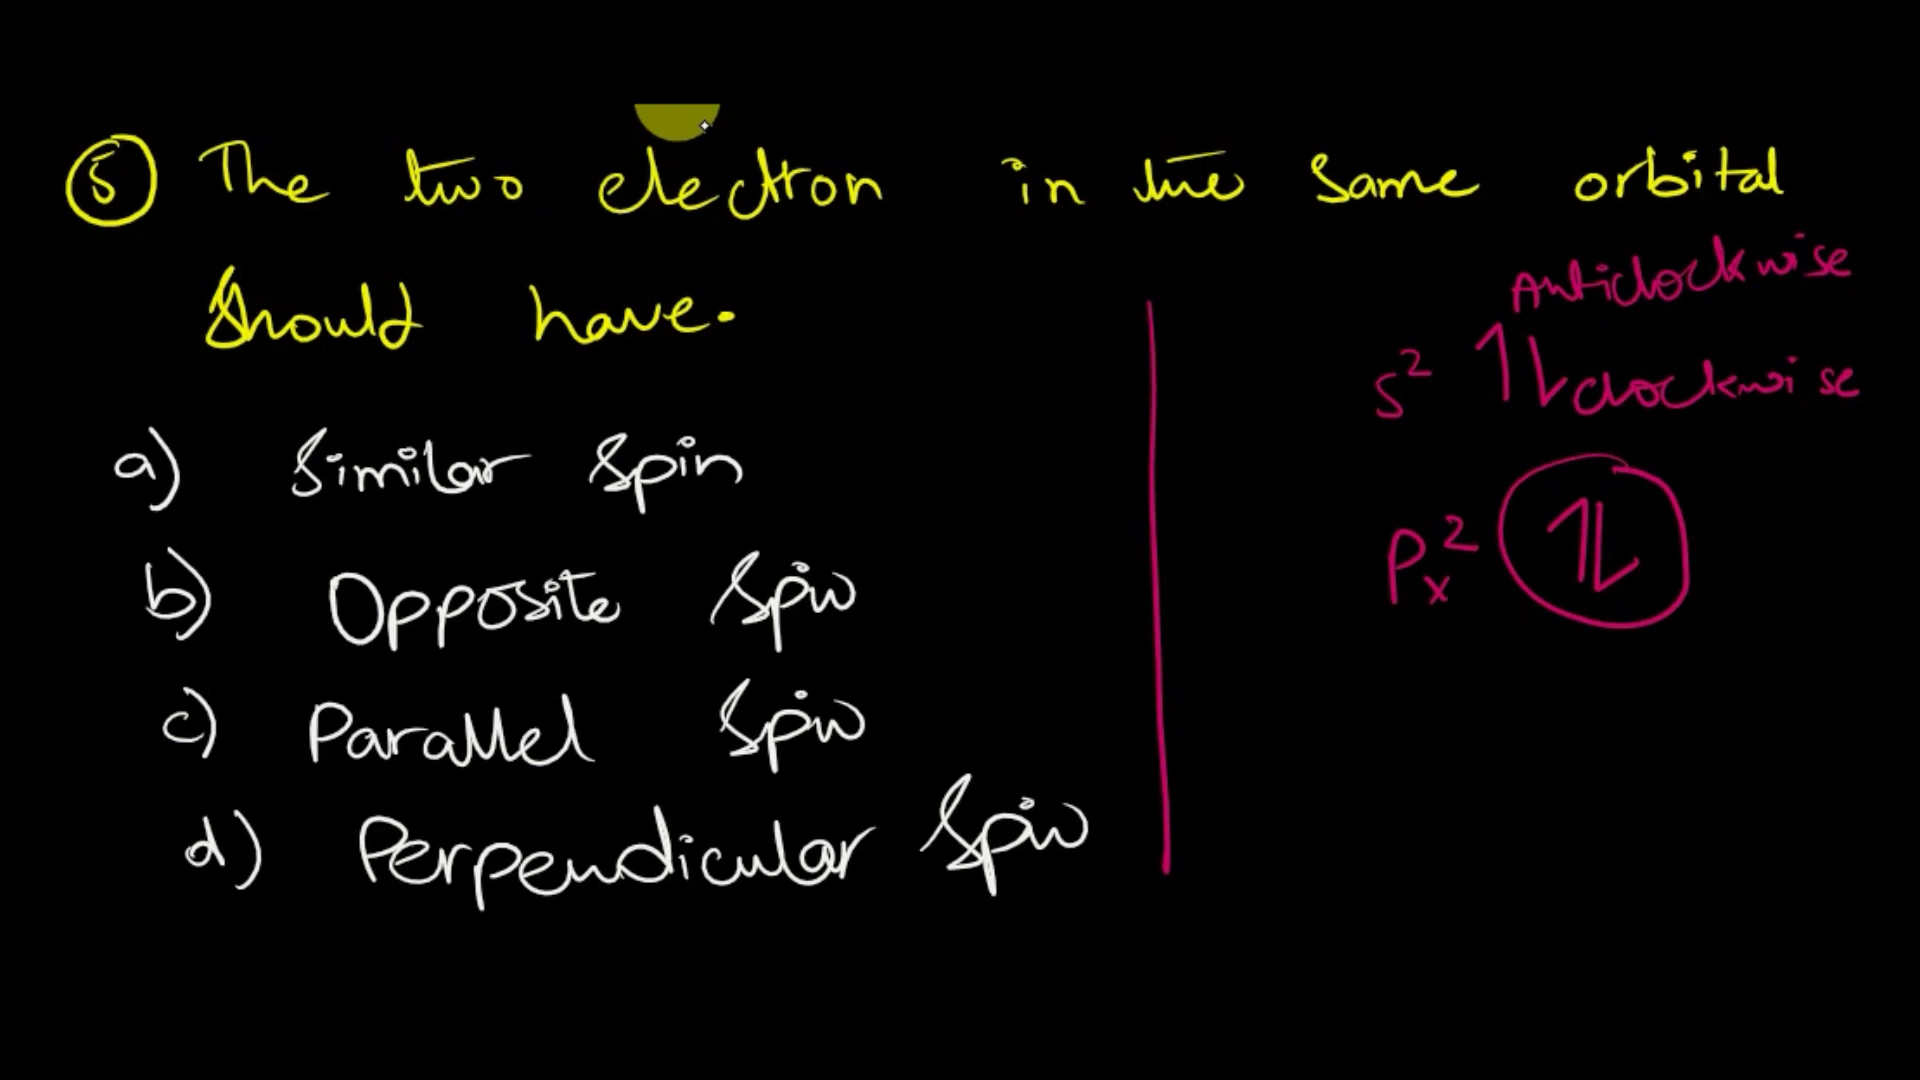 5 The two electron in the same orbital
should have.
a) Similar spin
b) Opposite spin
c) Parallel spin
d) Perpendicular spin
Anticlockwise
s² ↑↓ clockwise
Pₓ² ↑↓